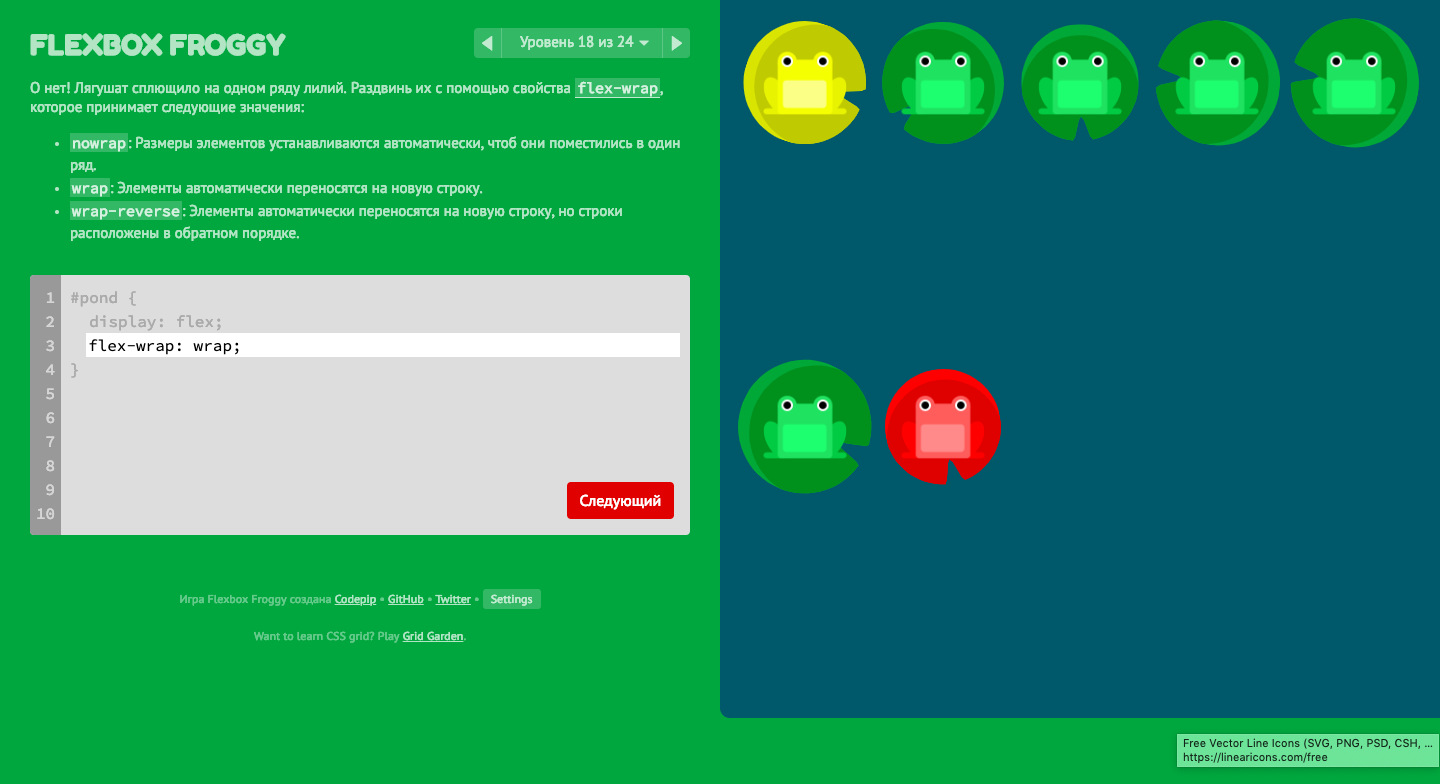 FLEXBOX FROGGY
Уровень 18 из 24
О нет! Лягушат сплющило на одном ряду лилий. Раздвинь их с помощью свойства flex-wrap,
которое принимает следующие значения:
• nowrap: Размеры элементов устанавливаются автоматически, чтоб они поместились в один
ряд.
• wrap: Элементы автоматически переносятся на новую строку.
• wrap-reverse: Элементы автоматически переносятся на новую строку, но строки
расположены в обратном порядке.
1 #pond {
2 display: flex;
3 flex-wrap: wrap;
4 }
5
6
7
8
9
10
Следующий
Игра Flexbox Froggy создана Codepip • GitHub • Twitter • Settings
Want to learn CSS grid? Play Grid Garden.
Free Vector Line Icons (SVG, PNG, PSD, CSH, ...
https://linearicons.com/free